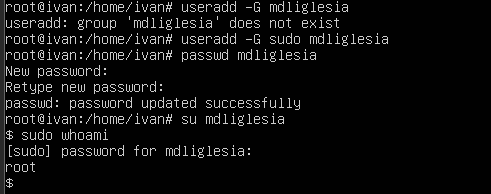 root@ivan:/home/ivan# useradd -G mdliglesia
useradd: group 'mdliglesia' does not exist
root@ivan:/home/ivan# useradd -G sudo mdliglesia
root@ivan:/home/ivan# passwd mdliglesia
New password:
Retype new password:
passwd: password updated successfully
root@ivan:/home/ivan# su mdliglesia
$ sudo whoami
[sudo] password for mdliglesia:
root
$